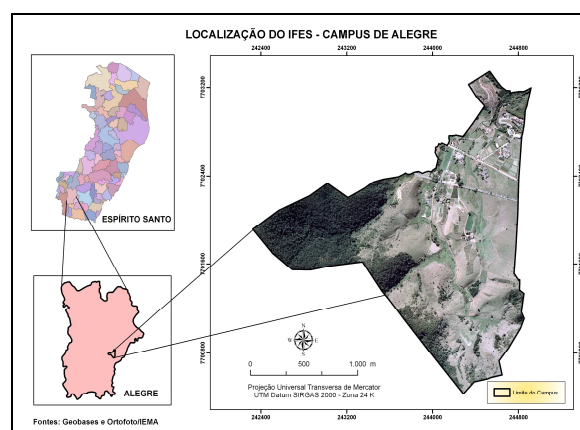 LOCALIZAÇÃO DO IFES - CAMPUS DE ALEGRE
242400
243200
244000
244800
7703200
7702400
ESPÍRITO SANTO
ALEGRE
N
W
E
S
0
500
1.000 m
Projeção Universal Transversa de Mercator
UTM Datum SIRGAS 2000 - Zona 24 K
Limite do Campus
Fontes: Geobases e Ortofoto/IEMA
242400
243200
244000
244800